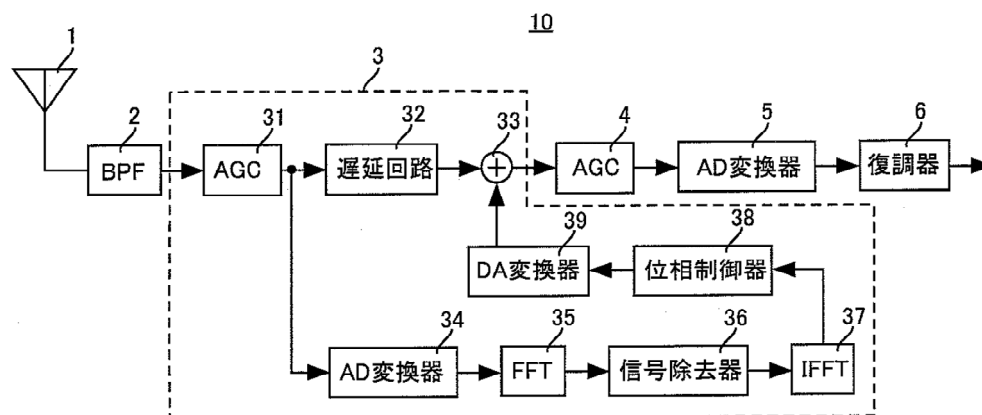 10
1
3
2
31
32
33
4
5
6
BPF
AGC
遅延回路
AGC
AD変換器
復調器
39
38
DA変換器
位相制御器
34
35
36
37
AD変換器
FFT
信号除去器
IFFT